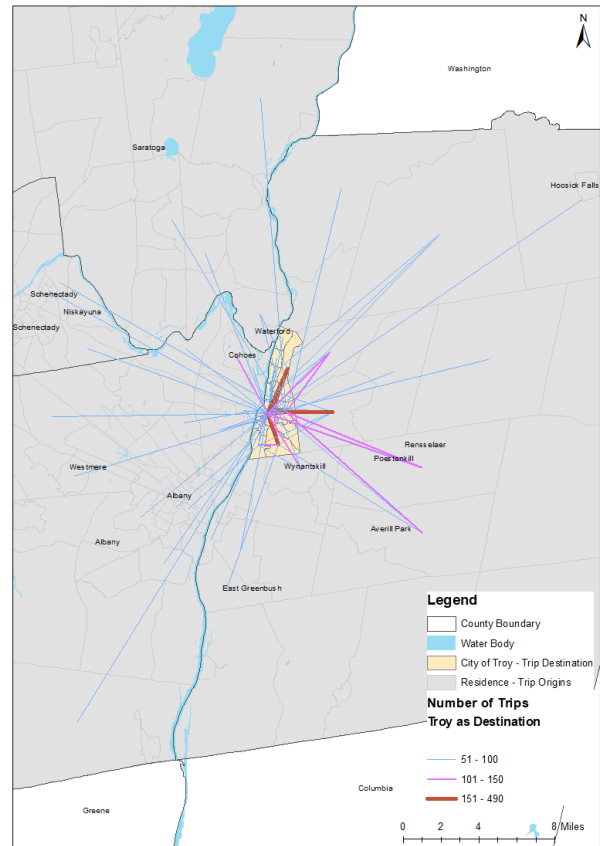 N
Washington
Saratoga
Hoosick Falls
Schenectady
Niskayuna
Schenectady
Waterford
Cohoes
Rensselaer
Poestenkill
Westmere
Wynantskill
Albany
Averill Park
Albany
East Greenbush
Legend
County Boundary
Water Body
City of Troy - Trip Destination
Residence - Trip Origins
Number of Trips
Troy as Destination
51 - 100
101 - 150
151 - 490
Columbia
Greene
0 2 4 8 Miles